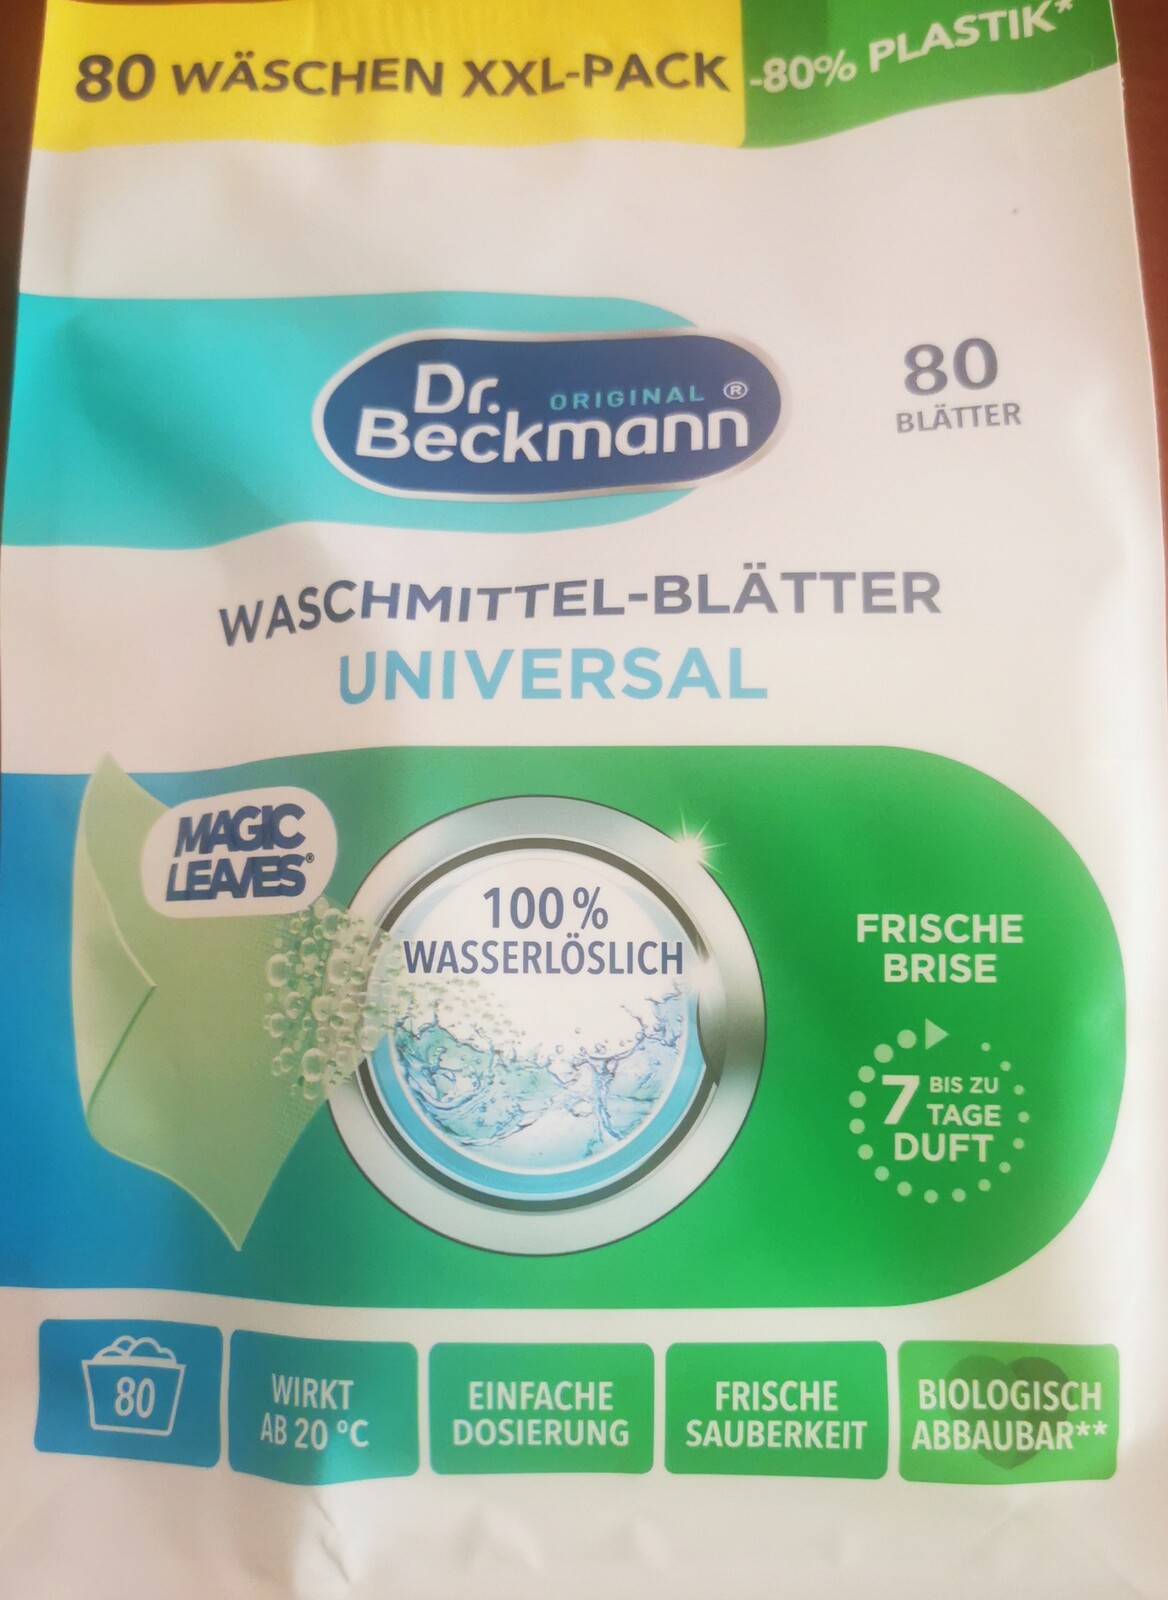 80 WÄSCHEN XXL-PACK
-80% PLASTIK*
Dr. ORIGINAL ®
Beckmann
80
BLÄTTER
WASCHMITTEL-BLÄTTER
UNIVERSAL
MAGIC
LEAVES®
100%
WASSERLÖSLICH
FRISCHE
BRISE
7 BIS ZU
TAGE
DUFT
80
WIRKT
AB 20 °C
EINFACHE
DOSIERUNG
FRISCHE
SAUBERKEIT
BIOLOGISCH
ABBAUBAR**